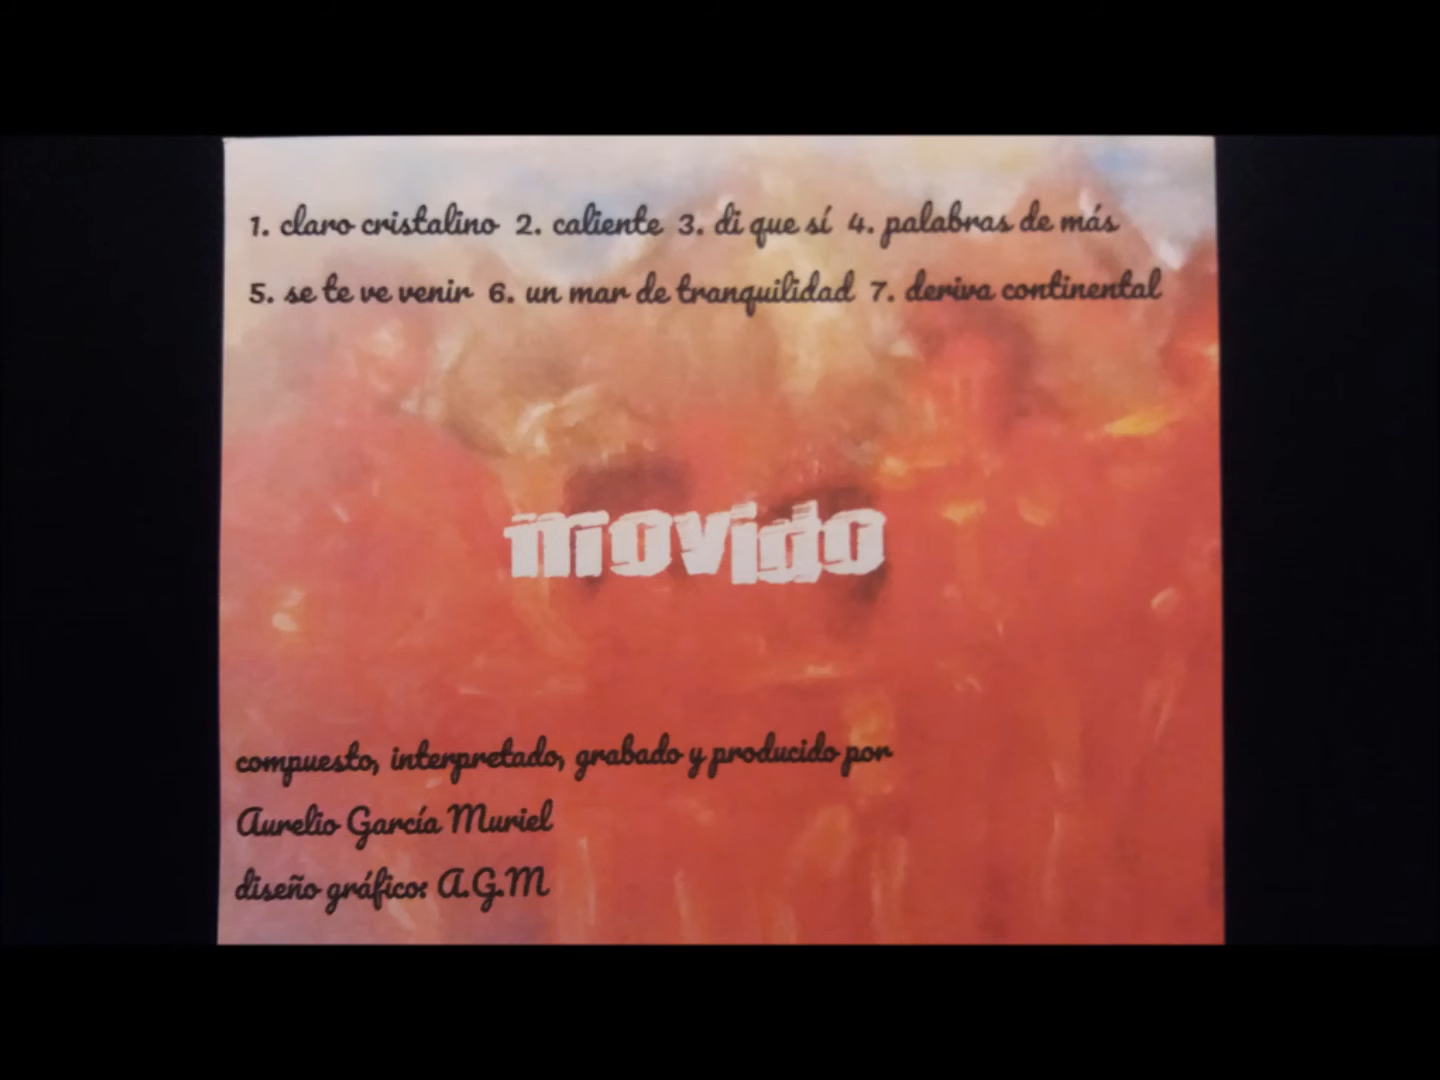 1. claro cristalino 2. caliente 3. di que sí 4. palabras de más
5. se te ve venir 6. un mar de tranquilidad 7. deriva continental
movido
compuesto, interpretado, grabado y producido por
Aurelio García Muriel
diseño gráfico: A.G.M